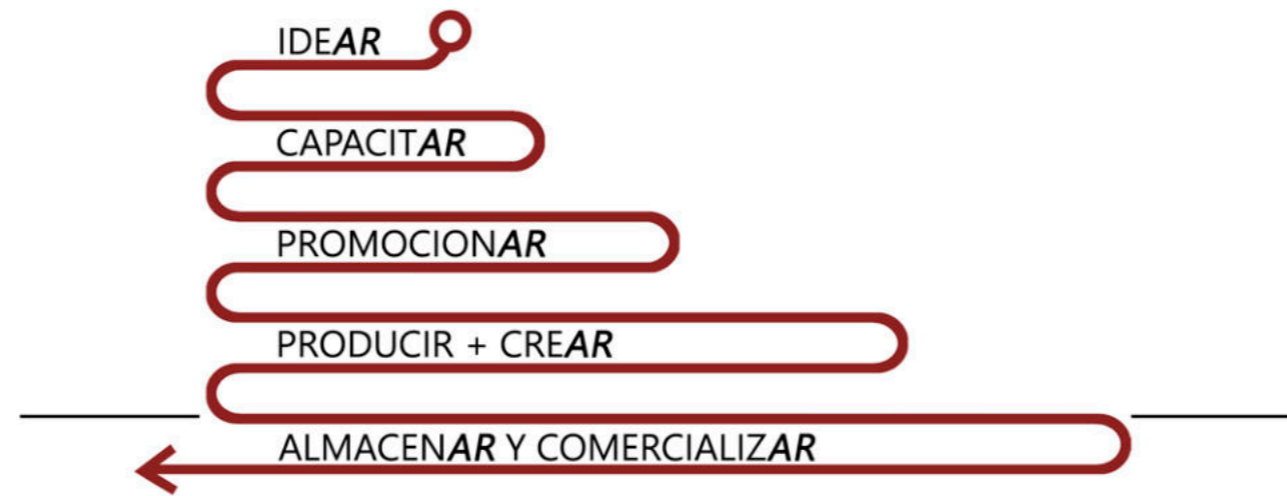 IDEAR
CAPACITAR
PROMOCIONAR
PRODUCIR + CREAR
ALMACENAR Y COMERCIALIZAR